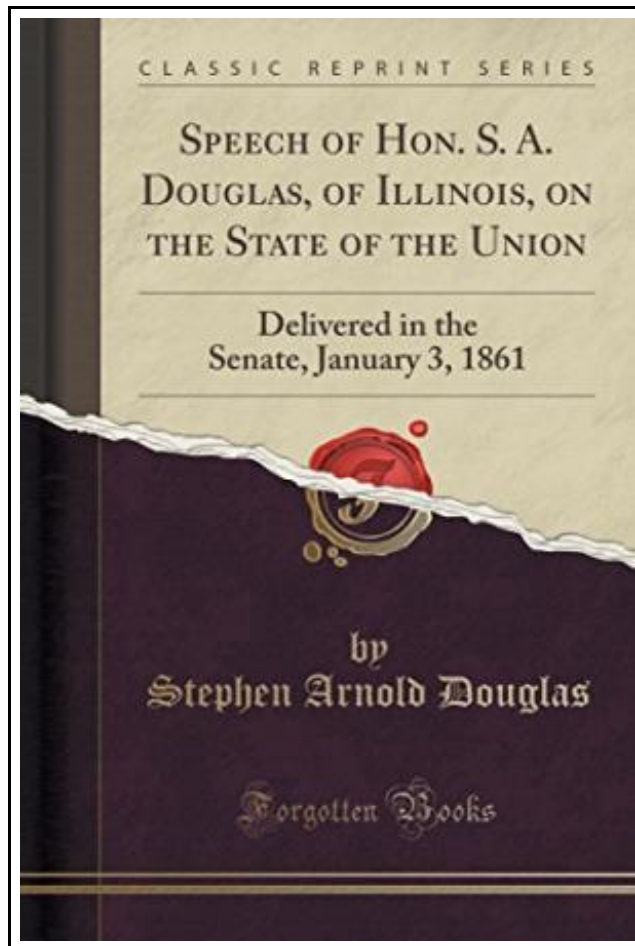 CLASSIC REPRINT SERIES
SPEECH OF HON. S. A.
DOUGLAS, OF ILLINOIS, ON
THE STATE OF THE UNION
Delivered in the
Senate, January 3, 1861
F
by
Stephen Arnold Douglas
Forgotten Books